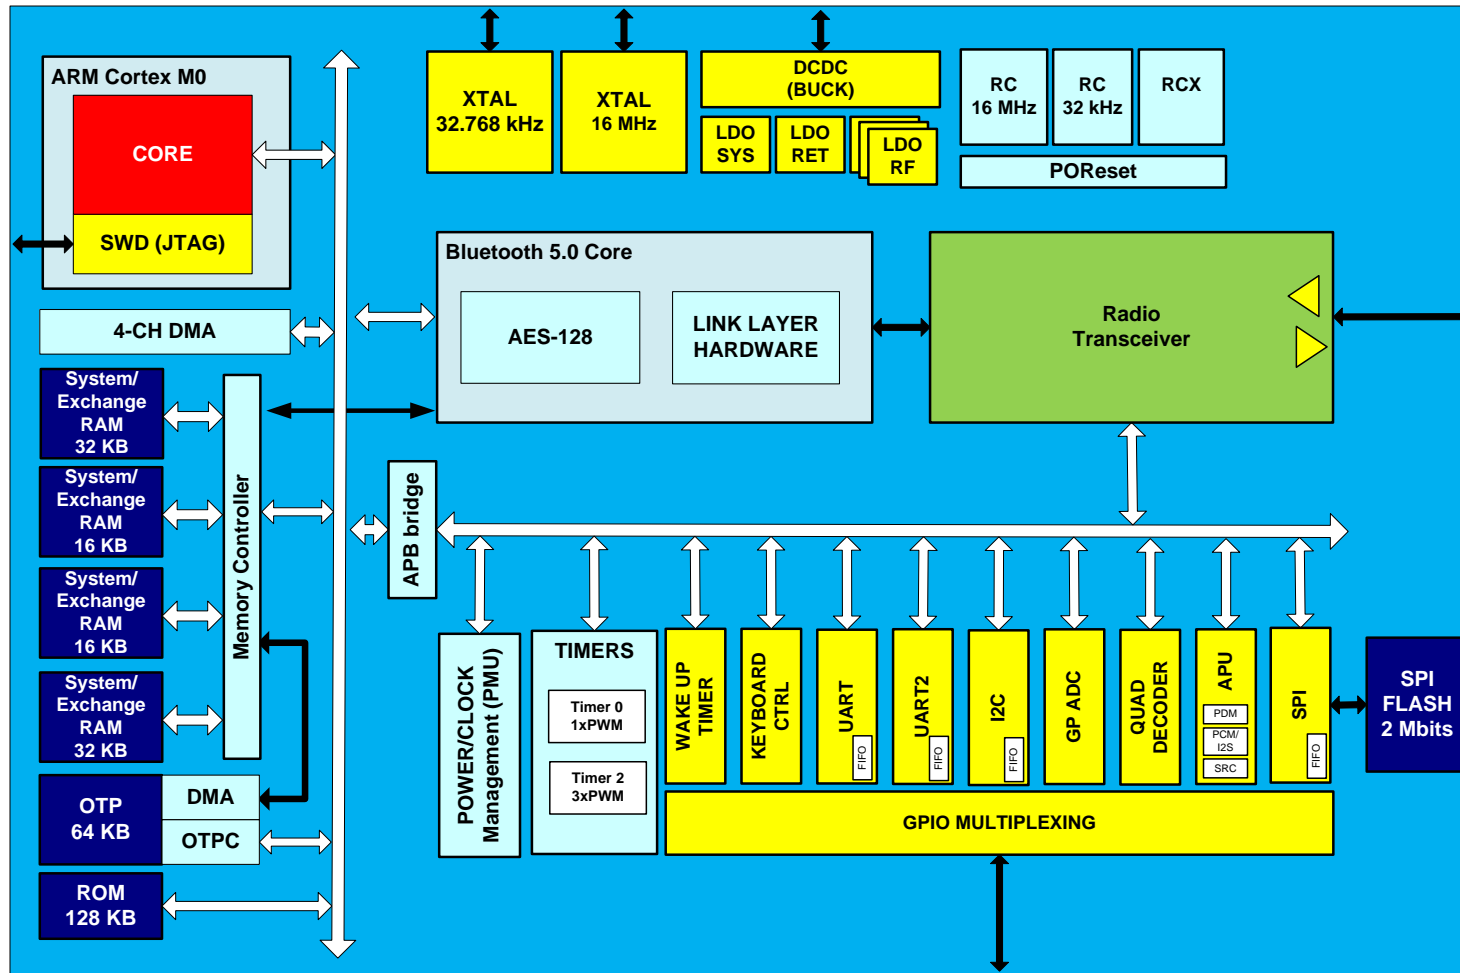 ARM Cortex M0
CORE
SWD (JTAG)
XTAL
32.768 kHz
XTAL
16 MHz
DCDC
(BUCK)
LDO
SYS
LDO
RET
LDO
RF
RC
16 MHz
RC
32 kHz
RCX
POReset
4-CH DMA
Bluetooth 5.0 Core
AES-128
LINK LAYER
HARDWARE
Radio
Transceiver
System/
Exchange
RAM
32 KB
System/
Exchange
RAM
16 KB
System/
Exchange
RAM
16 KB
System/
Exchange
RAM
32 KB
Memory Controller
APB bridge
OTP
64 KB
DMA
OTPC
ROM
128 KB
POWER/CLOCK
Management (PMU)
TIMERS
Timer 0
1xPWM
Timer 2
3xPWM
WAKE UP
TIMER
KEYBOARD
CTRL
UART
FIFO
UART2
FIFO
I2C
FIFO
GP ADC
QUAD
DECODER
APU
PDM
PCM/
I2S
SRC
SPI
FIFO
SPI
FLASH
2 Mbits
GPIO MULTIPLEXING